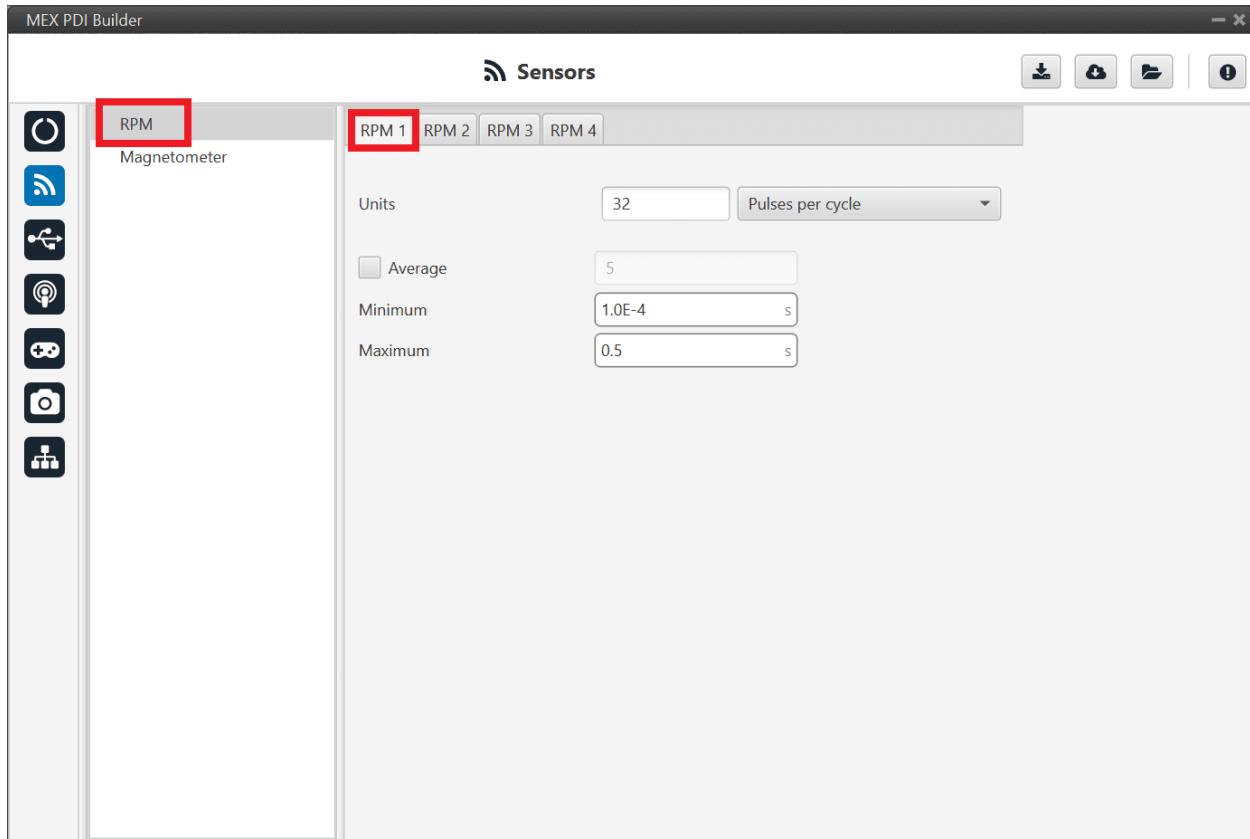 MEX PDI Builder
Sensors
RPM
Magnetometer
RPM 1 RPM 2 RPM 3 RPM 4
Units 32 Pulses per cycle
Average 5
Minimum 1.0E-4 s
Maximum 0.5 s